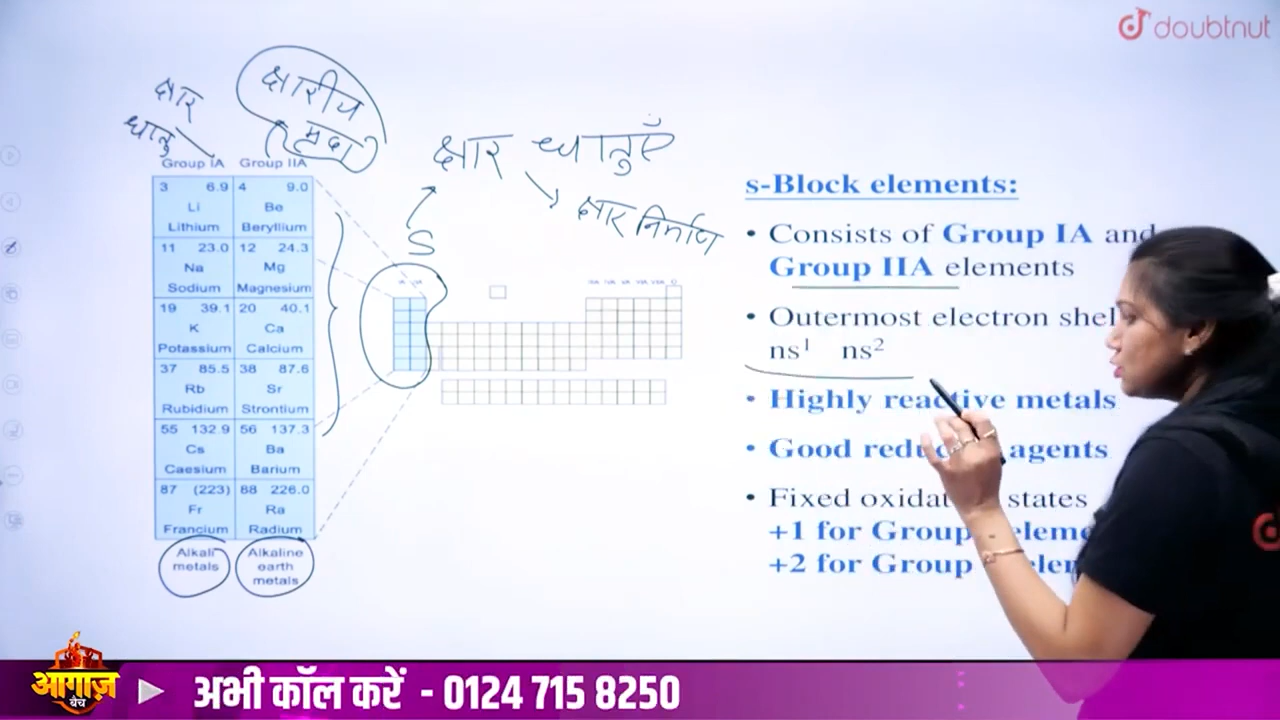 doubtnut
क्षार
धातु
क्षारीय
मृदा
क्षार धातुएँ
क्षार निर्माण
S
Group IA Group IIA
3 6.9 4 9.0
Li Be
Lithium Beryllium
11 23.0 12 24.3
Na Mg
Sodium Magnesium
19 39.1 20 40.1
K Ca
Potassium Calcium
37 85.5 38 87.6
Rb Sr
Rubidium Strontium
55 132.9 56 137.3
Cs Ba
Caesium Barium
87 (223) 88 226.0
Fr Ra
Francium Radium
Alkali Alkaline
metals earth
metals
s-Block elements:
• Consists of Group IA and
Group IIA elements
• Outermost electron shel
ns¹ ns²
• Highly reactive metals
• Good agents
• Fixed states
+1 for Group
+2 for Group
आगाज़
बैच
अभी कॉल करें - 0124 715 8250